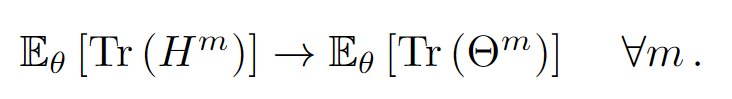 𝔼_θ [Tr (H^m)] → 𝔼_θ [Tr (Θ^m)]  ∀m .